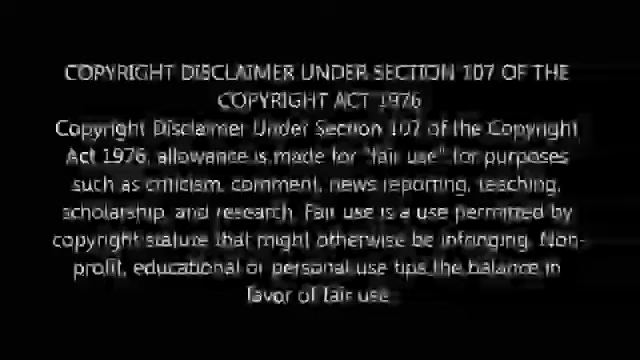 COPYRIGHT DISCLAIMER UNDER SECTION 107 OF THE
COPYRIGHT ACT 1976
Copyright Disclaimer Under Section 107 of the Copyright
Act 1976, allowance is made for "fair use" for purposes
such as criticism, comment, news reporting, teaching,
scholarship, and research. Fair use is a use permitted by
copyright statute that might otherwise be infringing. Non-
profit, educational or personal use tips the balance in
favor of fair use.